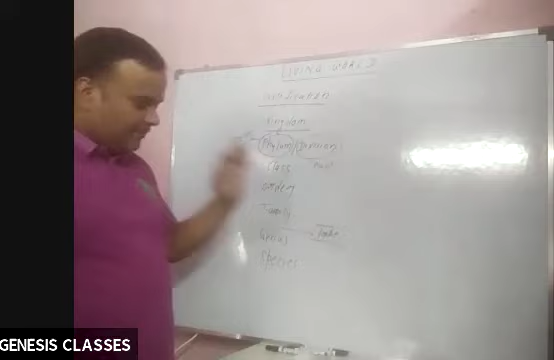 LIVING WORLD
Kingdom
Phylum/Division
Class
order
Family
Genus
Species
GENESIS CLASSES